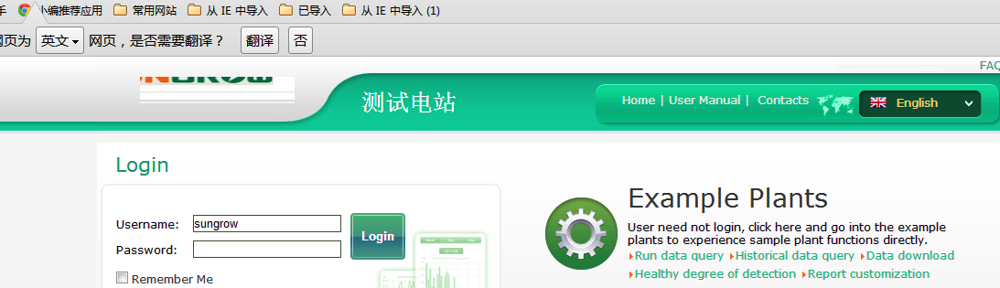 手 小编推荐应用 常用网站 从 IE 中导入 已导入 从 IE 中导入 (1)
网页为 英文 网页，是否需要翻译？ 翻译 否
FAQ
测试电站
Home | User Manual | Contacts English
Login
Example Plants
Username: sungrow
Login
User need not login, click here and go into the example
plants to experience sample plant functions directly.
Password:
Run data query Historical data query Data download
Remember Me
Healthy degree of detection Report customization